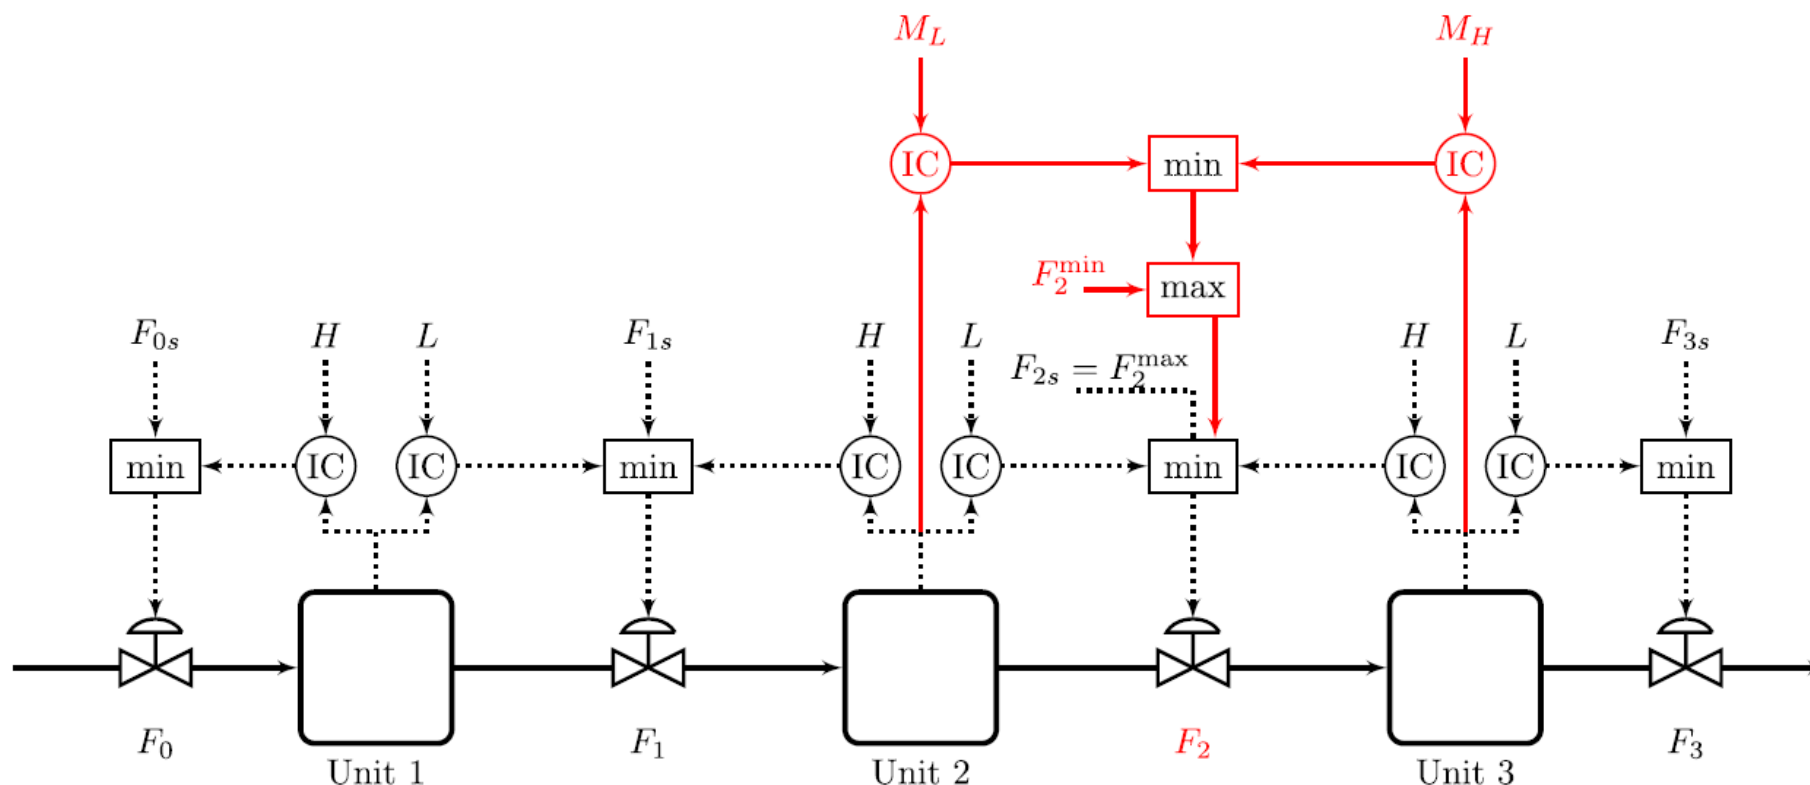 M_L M_H
IC min IC
F_2^min max
F_0s H L F_1s H L F_2s = F_2^max H L F_3s
min IC IC min IC IC min IC IC min
F_0 F_1 F_2 F_3
Unit 1 Unit 2 Unit 3